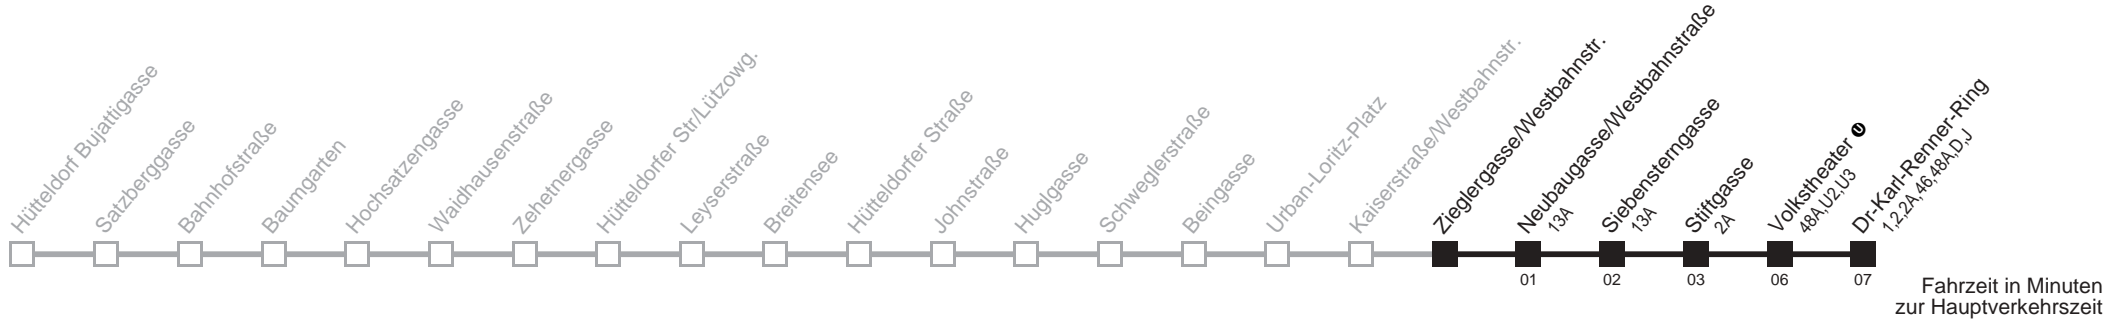 Hütteldorf Bujattigasse
Satzberggasse
Bahnhofstraße
Baumgarten
Hochsatzengasse
Waidhausenstraße
Zehetnergasse
Hütteldorfer Str/Lützowg.
Leyserstraße
Breitensee
Hütteldorfer Straße
Johnstraße
Huglgasse
Schweglerstraße
Beingasse
Urban-Loritz-Platz
Kaiserstraße/Westbahnstr.
Zieglergasse/Westbahnstr.
Neubaugasse/Westbahnstraße
13A
Siebensterngasse
13A
Stiftgasse
2A
Volkstheater U
48A,U2,U3
Dr-Karl-Renner-Ring
1,2,2A,46,48A,D,J
01 02 03 06 07
Fahrzeit in Minuten
zur Hauptverkehrszeit